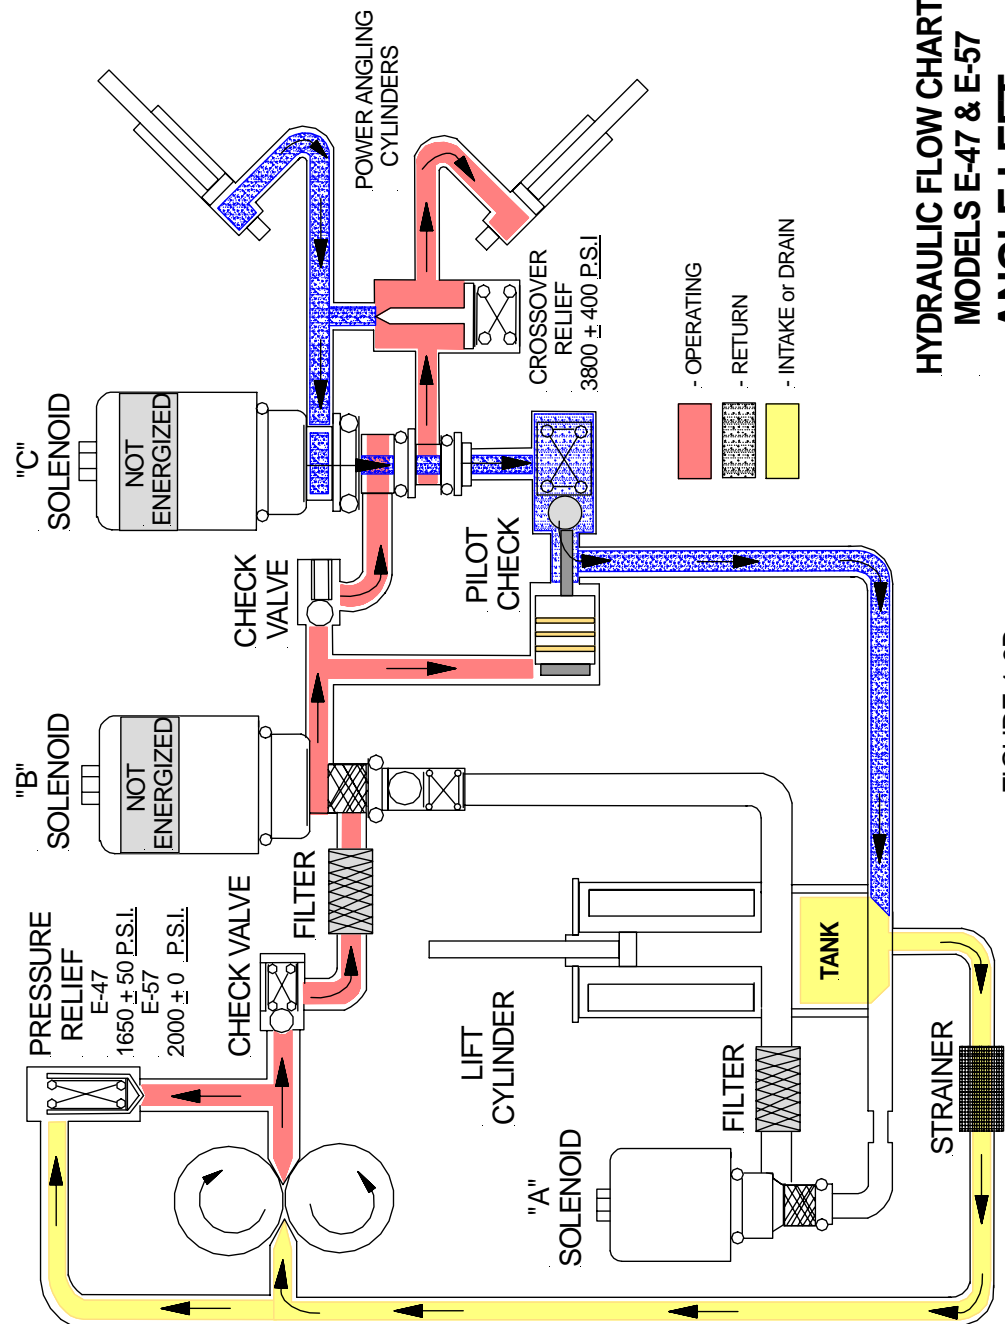 HYDRAULIC FLOW CHART
MODELS E-47 & E-57
ANGLE LEFT
"C"
SOLENOID
NOT
ENERGIZED
POWER ANGLING
CYLINDERS
CROSSOVER
RELIEF
3800 ± 400 P.S.I
- OPERATING
- RETURN
- INTAKE or DRAIN
CHECK
VALVE
PILOT
CHECK
"B"
SOLENOID
NOT
ENERGIZED
FILTER
PRESSURE
RELIEF
E-47
1650 ± 50 P.S.I.
E-57
2000 ± 0 P.S.I.
CHECK VALVE
LIFT
CYLINDER
TANK
FILTER
"A"
SOLENOID
STRAINER